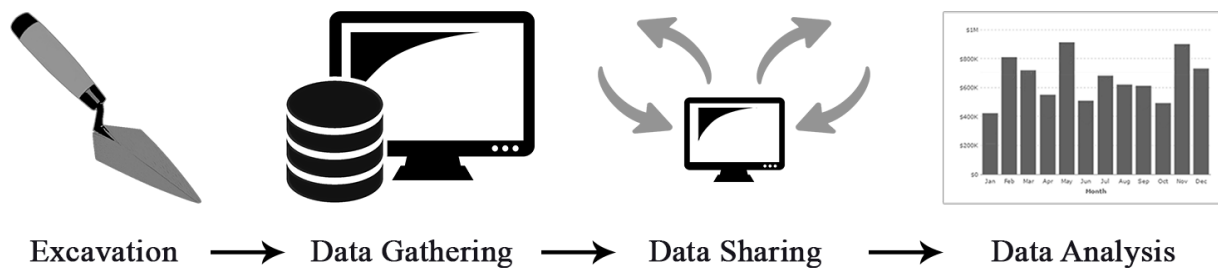 $1M
$800K
$600K
$400K
$200K
$0
Jan Feb Mar Apr May Jun Jul Aug Sep Oct Nov Dec
Month
Excavation Data Gathering Data Sharing Data Analysis